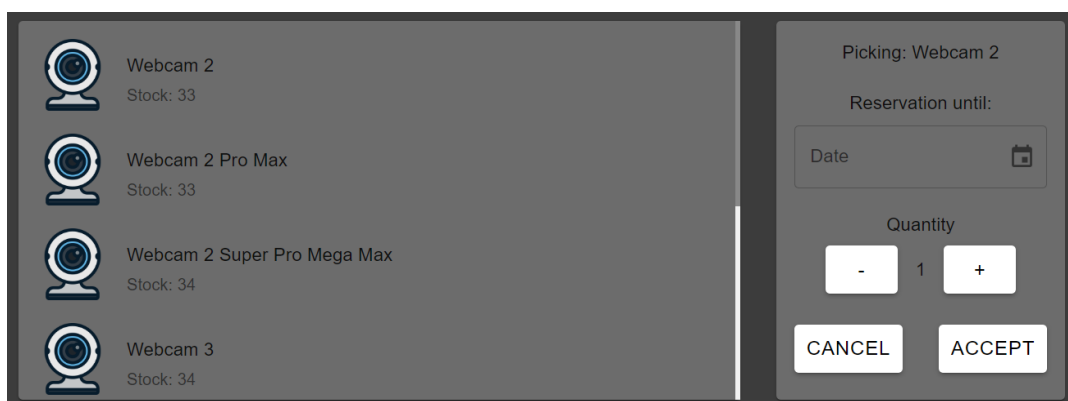 Webcam 2
Stock: 33
Webcam 2 Pro Max
Stock: 33
Webcam 2 Super Pro Mega Max
Stock: 34
Webcam 3
Stock: 34
Picking: Webcam 2
Reservation until:
Date
Quantity
- 1 +
CANCEL ACCEPT